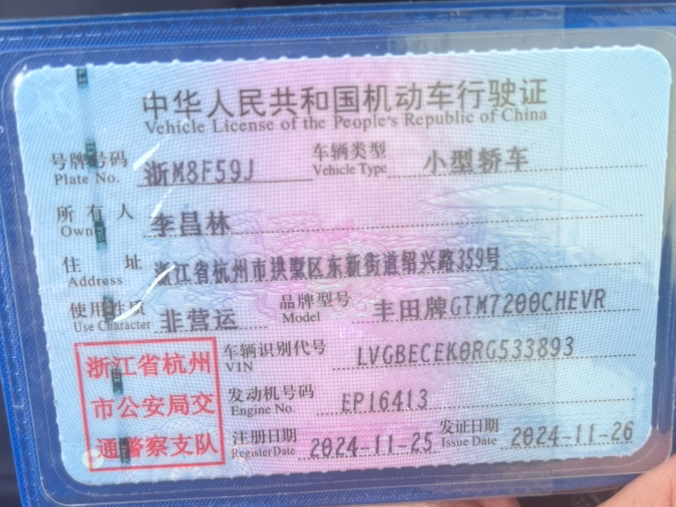 中华人民共和国机动车行驶证
Vehicle License of the People's Republic of China
号牌号码 浙M8F59J 车辆类型 小型轿车
Plate No. Vehicle Type
所有人 李昌林
Owner
住址 浙江省杭州市拱墅区东新街道绍兴路359号
Address
使用性质 非营运 品牌型号 丰田牌GTM7200CHEVR
Use Character Model
浙江省杭州 车辆识别代号 LVGBECEK0RG533893
VIN
市公安局交 发动机号码 EP16413
Engine No.
通警察支队 注册日期 2024-11-25 发证日期 2024-11-26
Register Date Issue Date